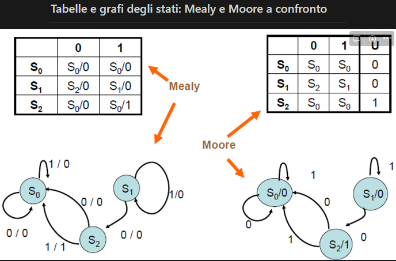 Tabelle e grafi degli stati: Mealy e Moore a confronto
0 1
S0 S0/0 S0/0
S1 S2/0 S1/0
S2 S0/0 S0/1
0 1 U
S0 S0 S0 0
S1 S2 S1 0
S2 S0 S0 1
Mealy
Moore
1 / 0
S0
0 / 0
0 / 0
S1
1/0
S2
0 / 0
1 / 1
1
S0/0
0
0
1
S1/0
1
S2/1
0